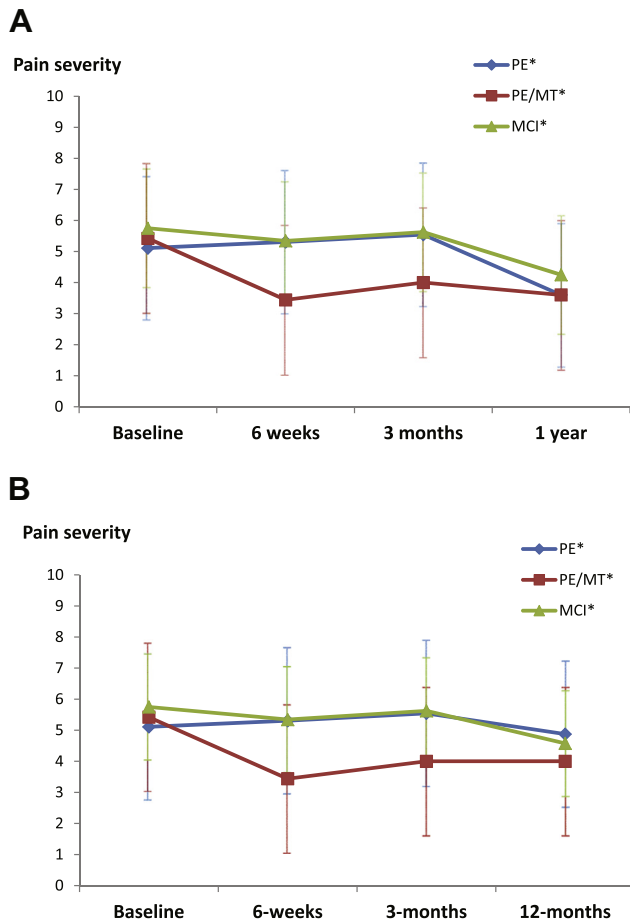 A
Pain severity
PE*
PE/MT*
MCI*
10
9
8
7
6
5
4
3
2
1
0
Baseline 6 weeks 3 months 1 year
B
Pain severity
PE*
PE/MT*
MCI*
10
9
8
7
6
5
4
3
2
1
0
Baseline 6-weeks 3-months 12-months